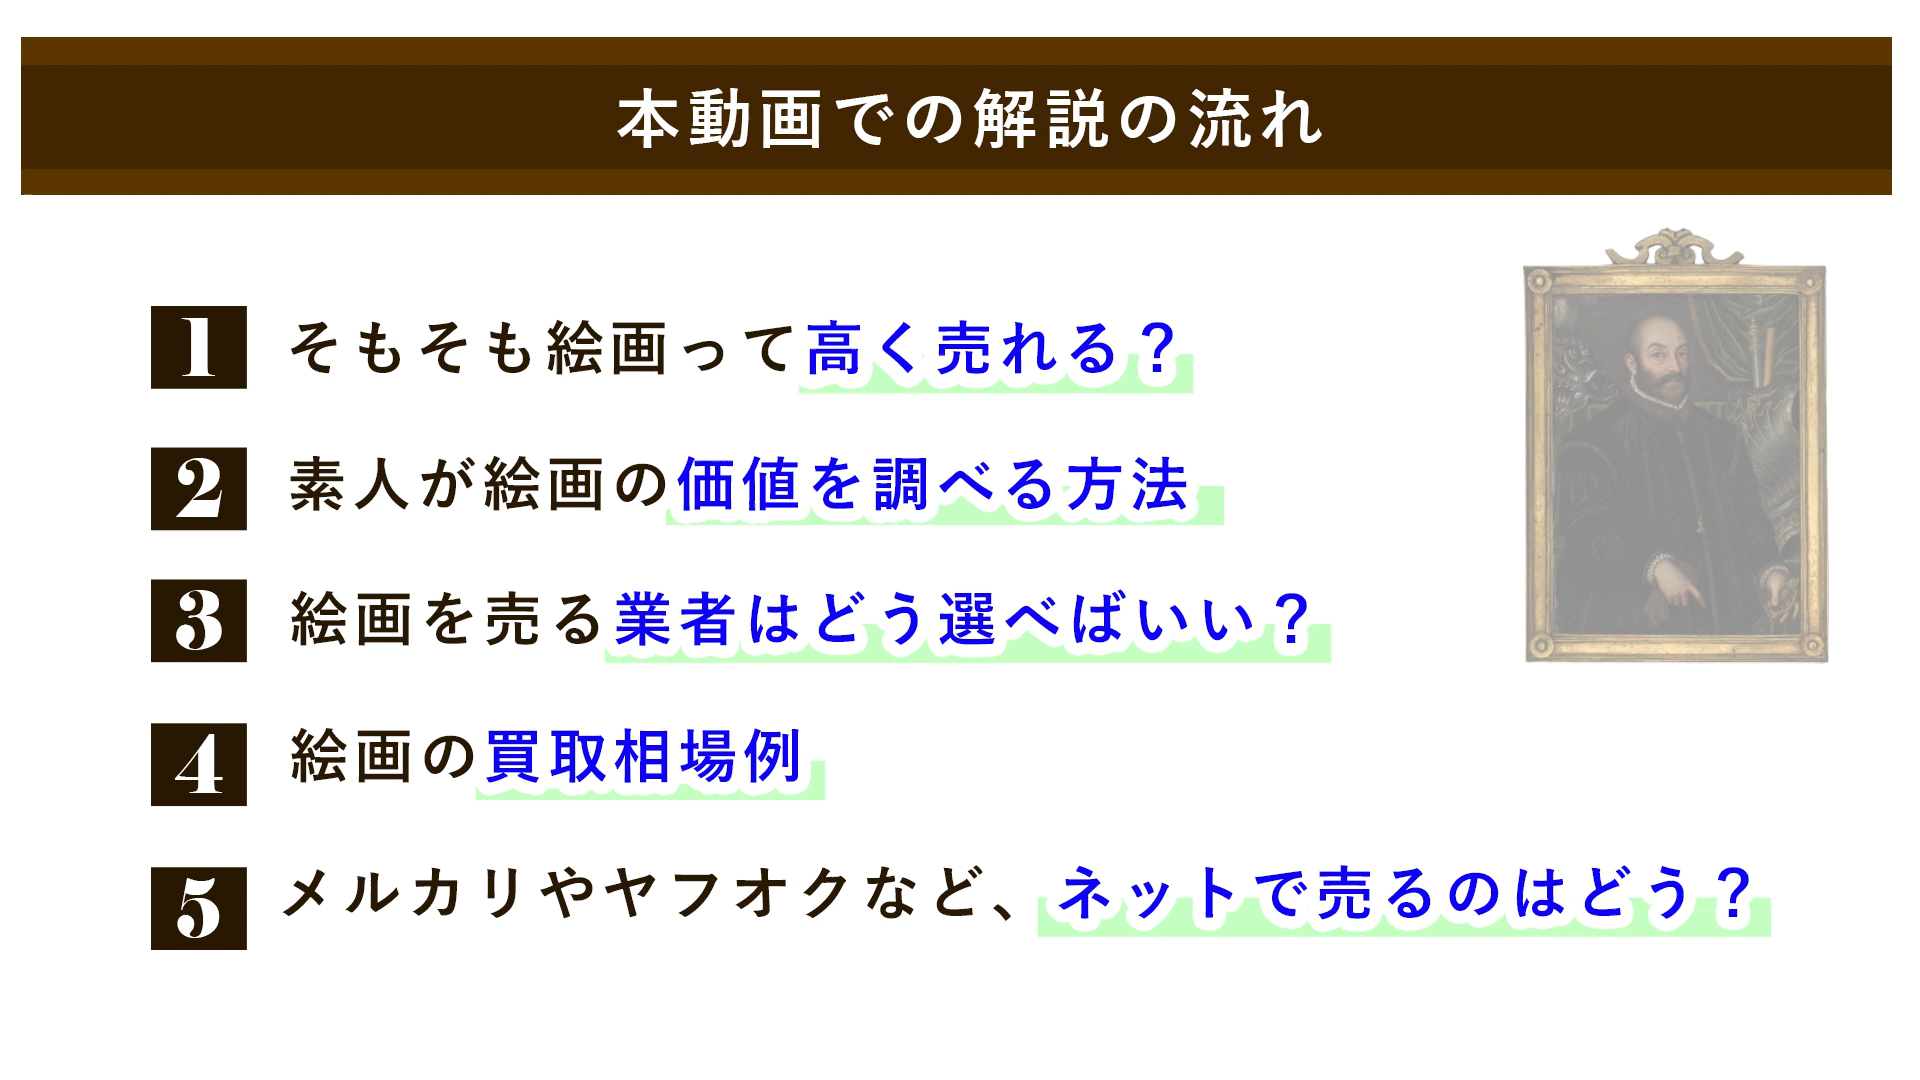 本動画での解説の流れ
1 そもそも絵画って高く売れる？
2 素人が絵画の価値を調べる方法
3 絵画を売る業者はどう選べばいい？
4 絵画の買取相場例
5 メルカリやヤフオクなど、ネットで売るのはどう？